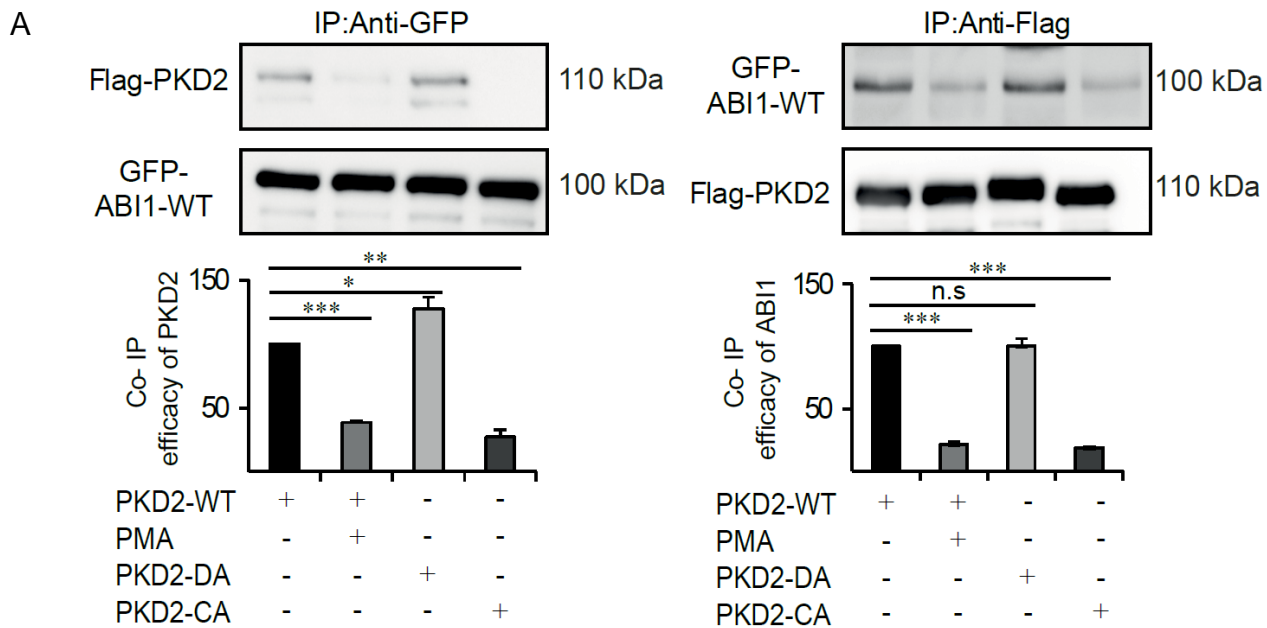 A
IP:Anti-GFP
Flag-PKD2
110 kDa
GFP-
ABI1-WT
100 kDa
Co- IP
efficacy of PKD2
150
50
**
*
***
PKD2-WT + + - -
PMA - + - -
PKD2-DA - - + -
PKD2-CA - - - +
IP:Anti-Flag
GFP-
ABI1-WT
100 kDa
Flag-PKD2
110 kDa
Co- IP
efficacy of ABI1
150
100
50
***
n.s
***
PKD2-WT + + - -
PMA - + - -
PKD2-DA - - + -
PKD2-CA - - - +